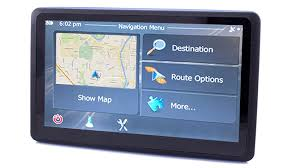 6:02 pm
Navigation Menu
Destination
Route Options
Show Map
More...